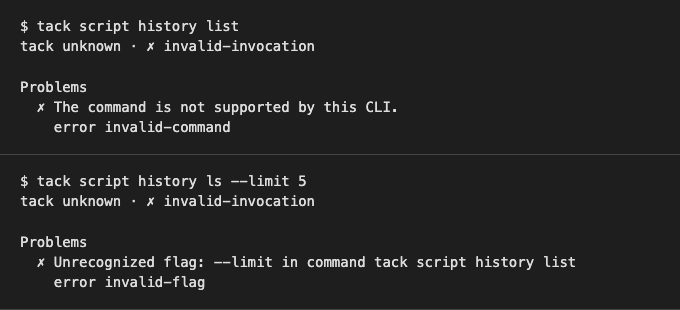 $ tack script history list
tack unknown · ✗ invalid-invocation
Problems
✗ The command is not supported by this CLI.
error invalid-command
$ tack script history ls --limit 5
tack unknown · ✗ invalid-invocation
Problems
✗ Unrecognized flag: --limit in command tack script history list
error invalid-flag